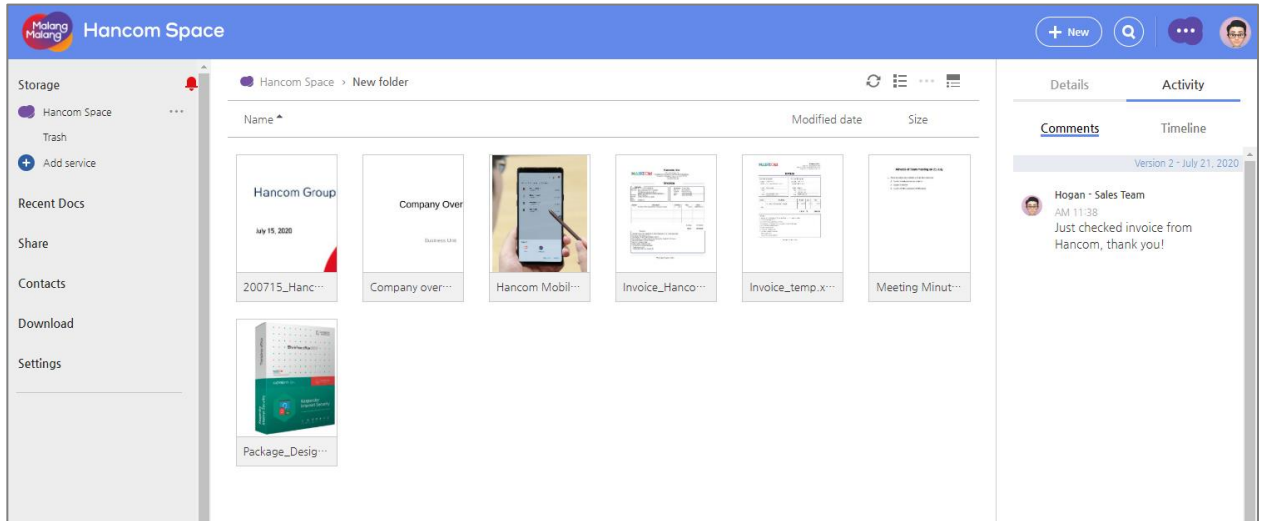 Malang
Malang
Hancom Space
+ New
Storage
Hancom Space
Trash
Add service
Recent Docs
Share
Contacts
Download
Settings
Hancom Space › New folder
Name
Modified date
Size
Hancom Group
July 15, 2020
Company Over
Business Unit
200715_Hanc···
Company over···
Hancom Mobil···
Invoice_Hanco···
Invoice_temp.x···
Meeting Minut···
Package_Desig···
Details
Activity
Comments
Timeline
Version 2 - July 21, 2020
Hogan - Sales Team
AM 11:38
Just checked invoice from
Hancom, thank you!